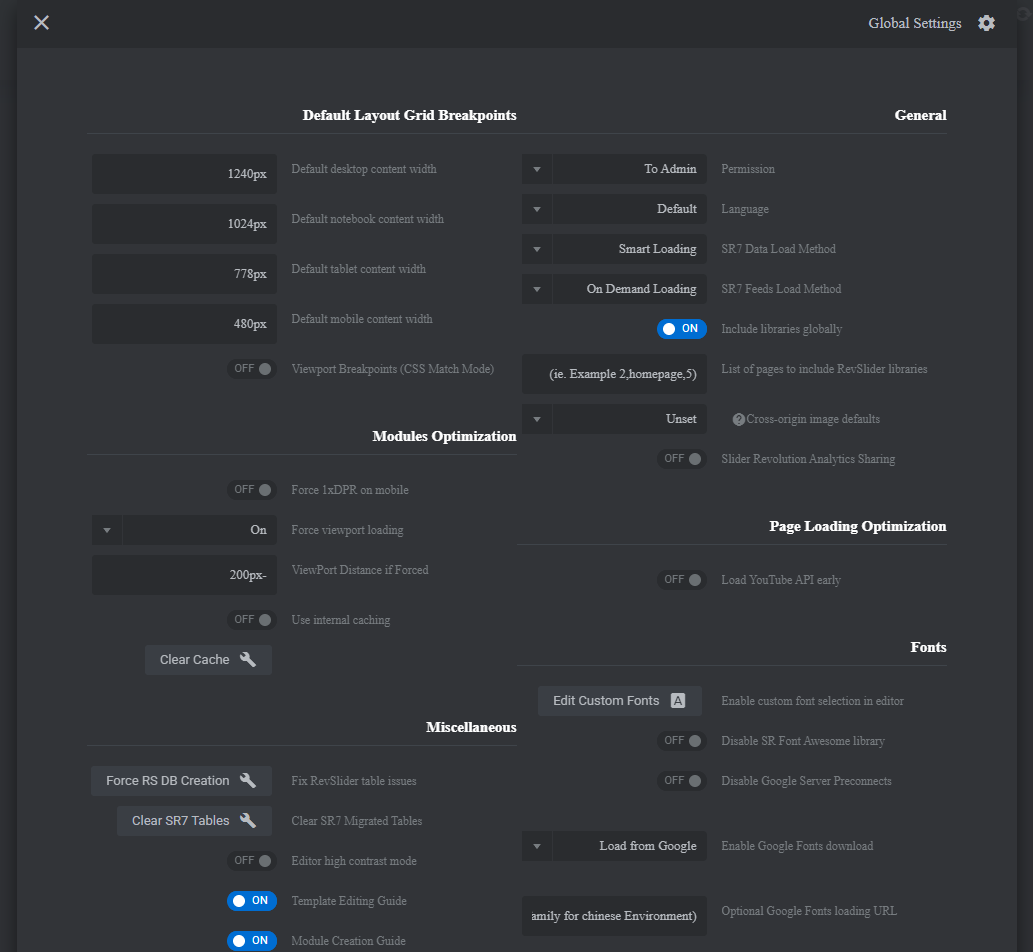 Global Settings
General
To Admin Permission
Default Language
Smart Loading SR7 Data Load Method
On Demand Loading SR7 Feeds Load Method
ON Include libraries globally
(ie. Example 2,homepage,5) List of pages to include RevSlider libraries
Unset Cross-origin image defaults
OFF Slider Revolution Analytics Sharing
Page Loading Optimization
OFF Load YouTube API early
Fonts
Edit Custom Fonts A Enable custom font selection in editor
OFF Disable SR Font Awesome library
OFF Disable Google Server Preconnects
Load from Google Enable Google Fonts download
amily for chinese Environment) Optional Google Fonts loading URL
Default Layout Grid Breakpoints
1240px Default desktop content width
1024px Default notebook content width
778px Default tablet content width
480px Default mobile content width
OFF Viewport Breakpoints (CSS Match Mode)
Modules Optimization
OFF Force 1xDPR on mobile
On Force viewport loading
200px- ViewPort Distance if Forced
OFF Use internal caching
Clear Cache
Miscellaneous
Force RS DB Creation Fix RevSlider table issues
Clear SR7 Tables Clear SR7 Migrated Tables
OFF Editor high contrast mode
ON Template Editing Guide
ON Module Creation Guide